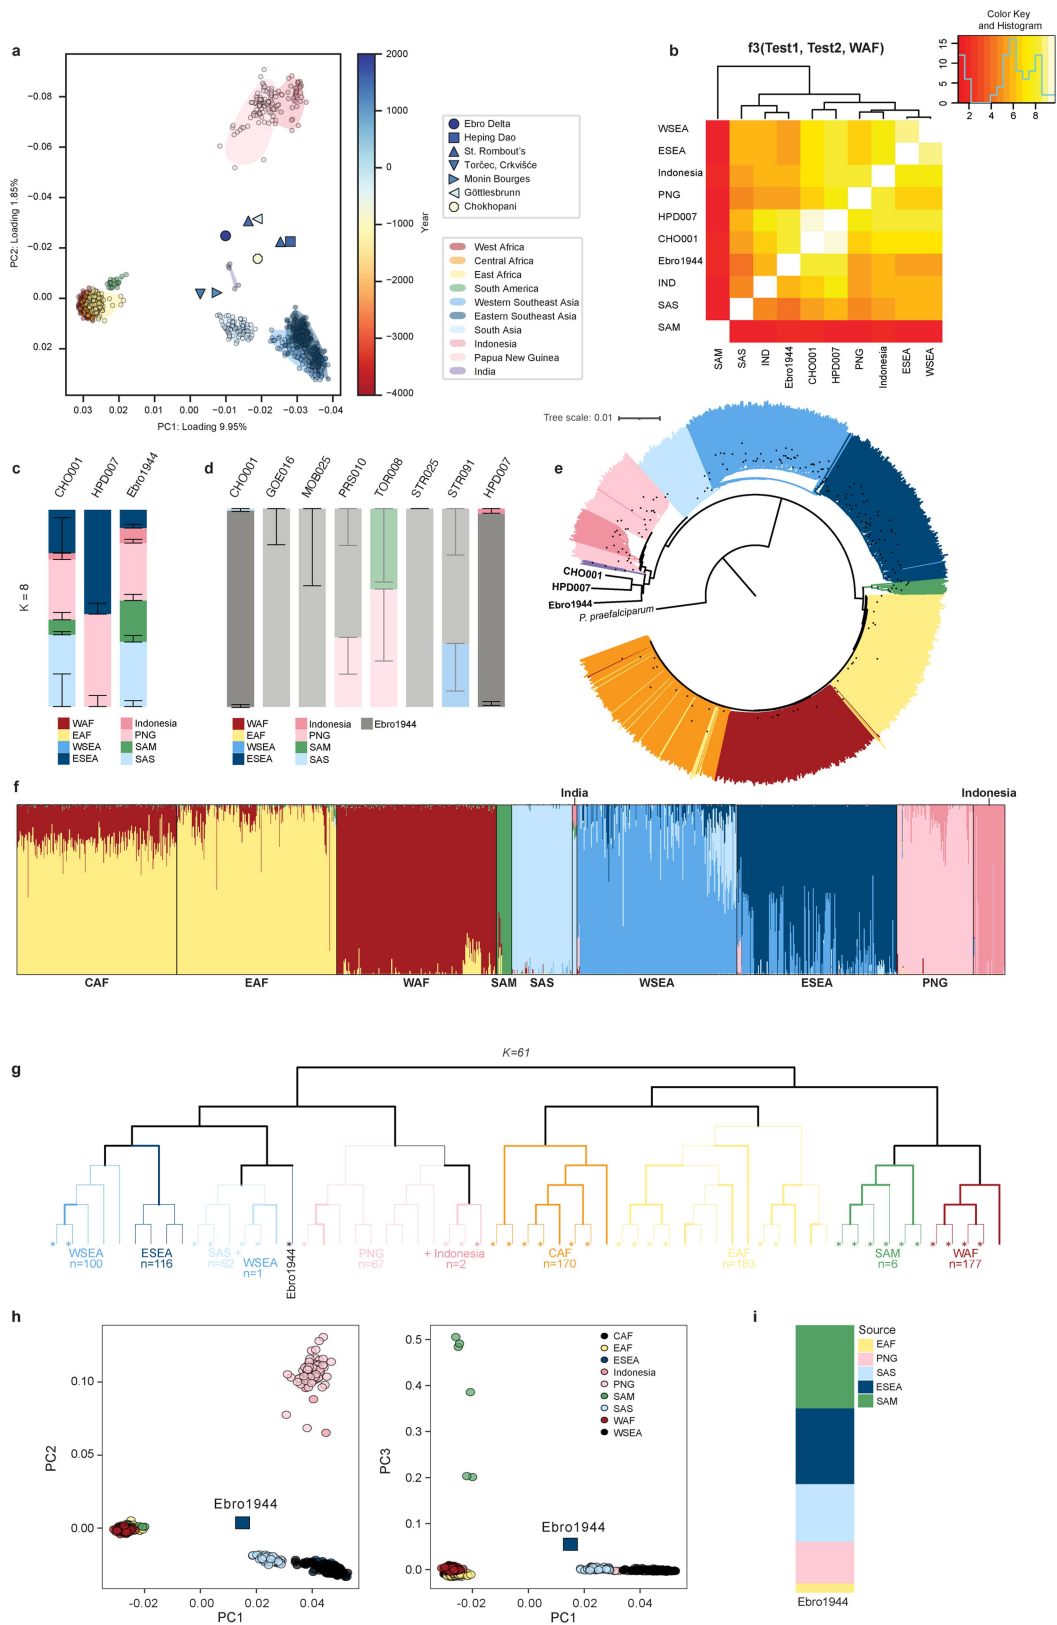 a
−0.08
−0.06
−0.04
−0.02
0.00
0.02
PC2: Loading 1.85%
0.03 0.02 0.01 0.00 −0.01 −0.02 −0.03 −0.04
PC1: Loading 9.95%
2000
1000
0
−1000
−2000
−3000
−4000
Year
Ebro Delta
Heping Dao
St. Rombout's
Torčec, Crkvišće
Monin Bourges
Göttlesbrunn
Chokhopani
West Africa
Central Africa
East Africa
South America
Western Southeast Asia
Eastern Southeast Asia
South Asia
Indonesia
Papua New Guinea
India
b
f3(Test1, Test2, WAF)
Color Key
and Histogram
15
10
5
0
2 4 6 8
WSEA
ESEA
Indonesia
PNG
HPD007
CHO001
Ebro1944
IND
SAS
SAM
SAM SAS IND Ebro1944 CHO001 HPD007 PNG Indonesia ESEA WSEA
c
CHO001 HPD007 Ebro1944
K = 8
WAF
EAF
WSEA
ESEA
Indonesia
PNG
SAM
SAS
d
CHO001 GOE016 MOB025 PRS010 TOR008 STR025 STR091 HPD007
WAF
EAF
WSEA
ESEA
Indonesia
PNG
SAM
SAS
Ebro1944
e
Tree scale: 0.01
CHO001
HPD007
Ebro1944
P. praefalciparum
f
India Indonesia
CAF EAF WAF SAM SAS WSEA ESEA PNG
g
K=61
* * * * * * * * * * * * * * * * * * * * * * * * * * * * * * * *
WSEA
n=100
ESEA
n=116
SAS +
n=62
WSEA
n=1
Ebro1944
PNG
n=67
+ Indonesia
n=2
CAF
n=170
EAF
n=183
SAM
n=6
WAF
n=177
h
0.10
0.05
0.00
PC2
-0.02 0.00 0.02 0.04
PC1
Ebro1944
0.5
0.4
0.3
0.2
0.1
0.0
PC3
-0.02 0.00 0.02 0.04
PC1
Ebro1944
CAF
EAF
ESEA
Indonesia
PNG
SAM
SAS
WAF
WSEA
i
Source
EAF
PNG
SAS
ESEA
SAM
Ebro1944